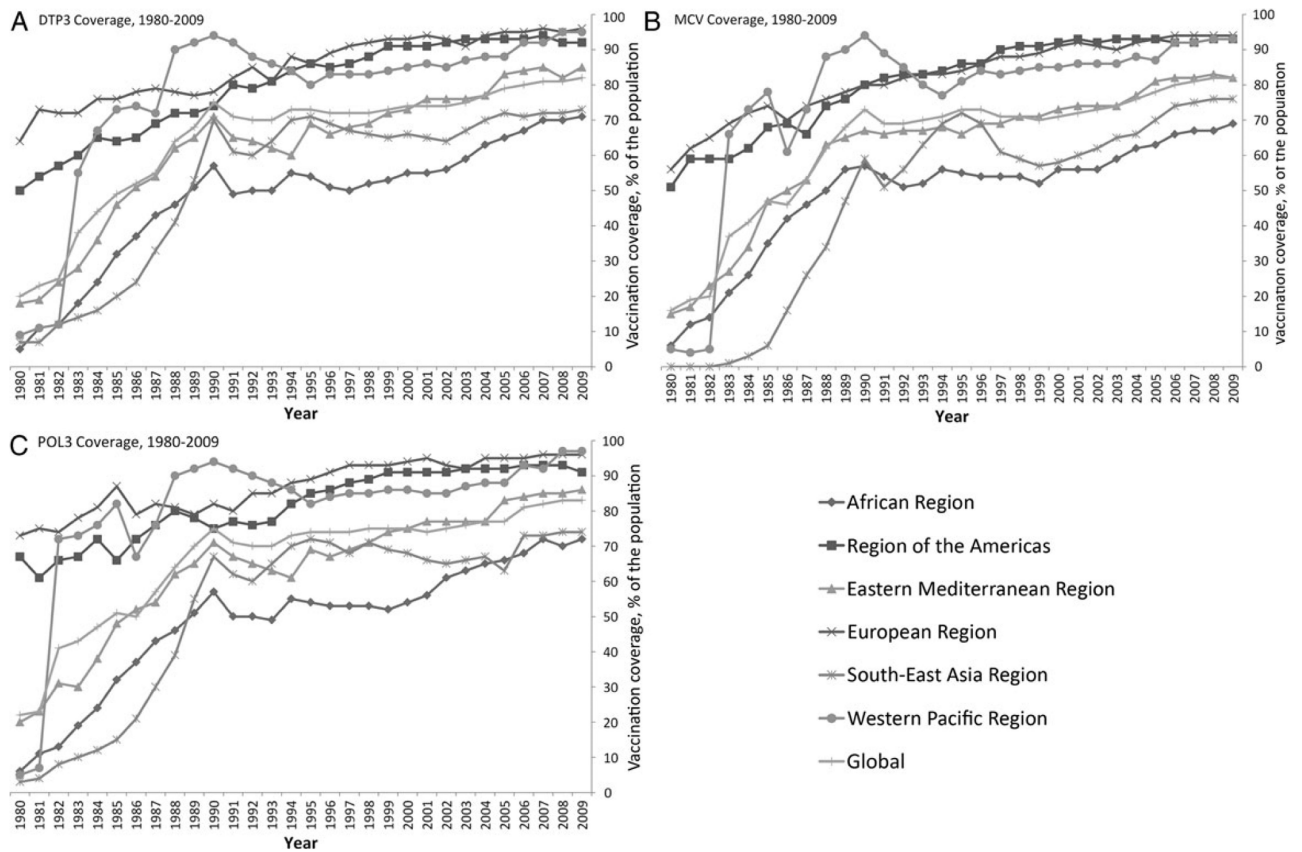 A DTP3 Coverage, 1980-2009
100
90
80
70
60
50
40
30
20
10
0
Vaccination coverage, % of the population
1980 1981 1982 1983 1984 1985 1986 1987 1988 1989 1990 1991 1992 1993 1994 1995 1996 1997 1998 1999 2000 2001 2002 2003 2004 2005 2006 2007 2008 2009
Year
B MCV Coverage, 1980-2009
100
90
80
70
60
50
40
30
20
10
0
Vaccination coverage, % of the population
1980 1981 1982 1983 1984 1985 1986 1987 1988 1989 1990 1991 1992 1993 1994 1995 1996 1997 1998 1999 2000 2001 2002 2003 2004 2005 2006 2007 2008 2009
Year
C POL3 Coverage, 1980-2009
100
90
80
70
60
50
40
30
20
10
0
Vaccination coverage, % of the population
1980 1981 1982 1983 1984 1985 1986 1987 1988 1989 1990 1991 1992 1993 1994 1995 1996 1997 1998 1999 2000 2001 2002 2003 2004 2005 2006 2007 2008 2009
Year
African Region
Region of the Americas
Eastern Mediterranean Region
European Region
South-East Asia Region
Western Pacific Region
Global